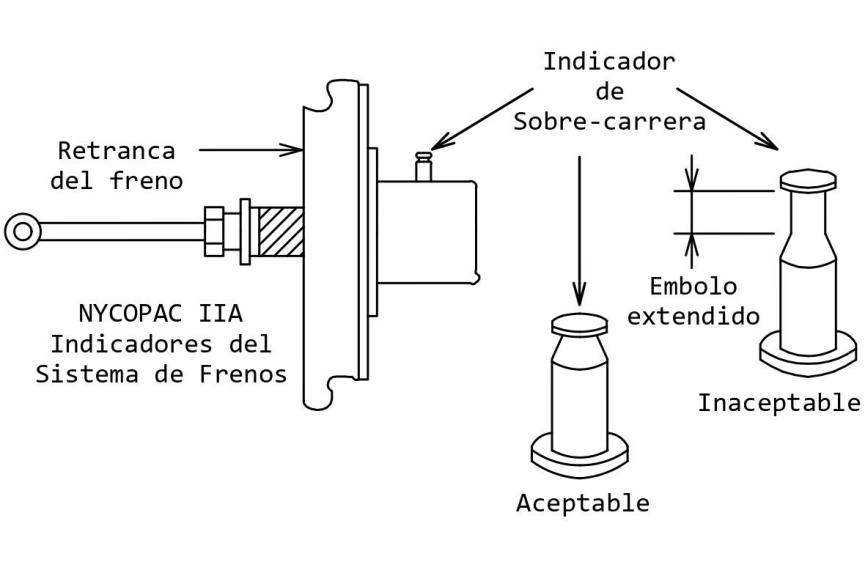 Indicador
de
Sobre-carrera
Retranca
del freno
NYCOPAC IIA
Indicadores del
Sistema de Frenos
Embolo
extendido
Inaceptable
Aceptable